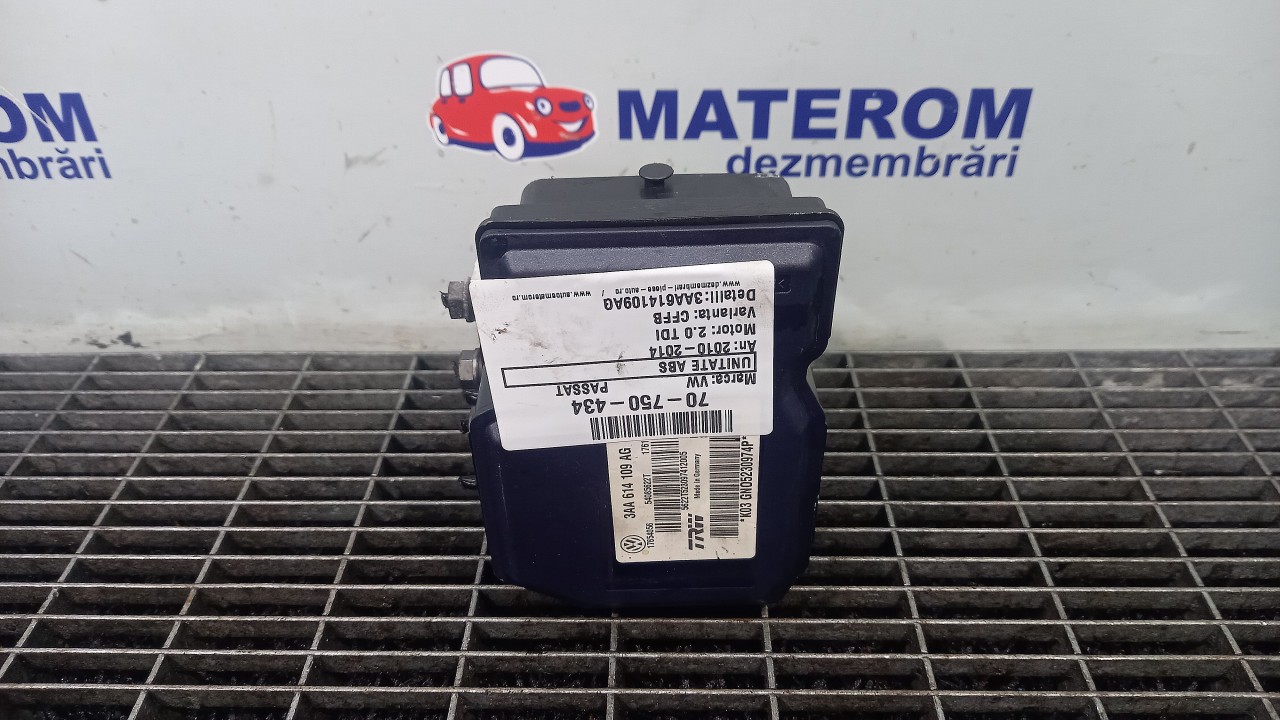 MATEROM
dezmembrări
OM
mbrări
70-750-434
Marca: VW PASSAT
UNITATE ABS
An: 2010-2014
Motor: 2.0 TDI
Varianta: CFFB
Detalii: 3AA614109AG
www.dezmembrari-piese-auto.ro / www.automaterom.ro
3AA 614 109 AG
Made in Germany
TRW
*K03 GNO5230974P*